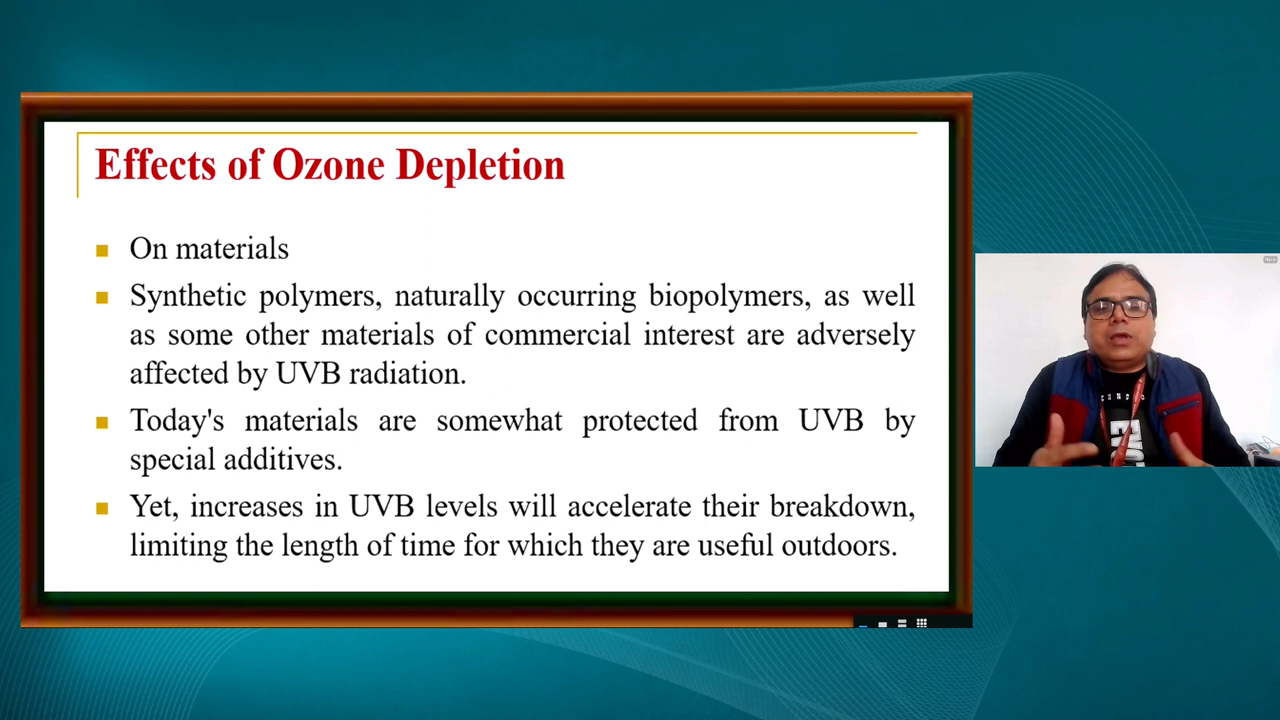 Effects of Ozone Depletion
On materials
Synthetic polymers, naturally occurring biopolymers, as well
as some other materials of commercial interest are adversely
affected by UVB radiation.
Today's materials are somewhat protected from UVB by
special additives.
Yet, increases in UVB levels will accelerate their breakdown,
limiting the length of time for which they are useful outdoors.